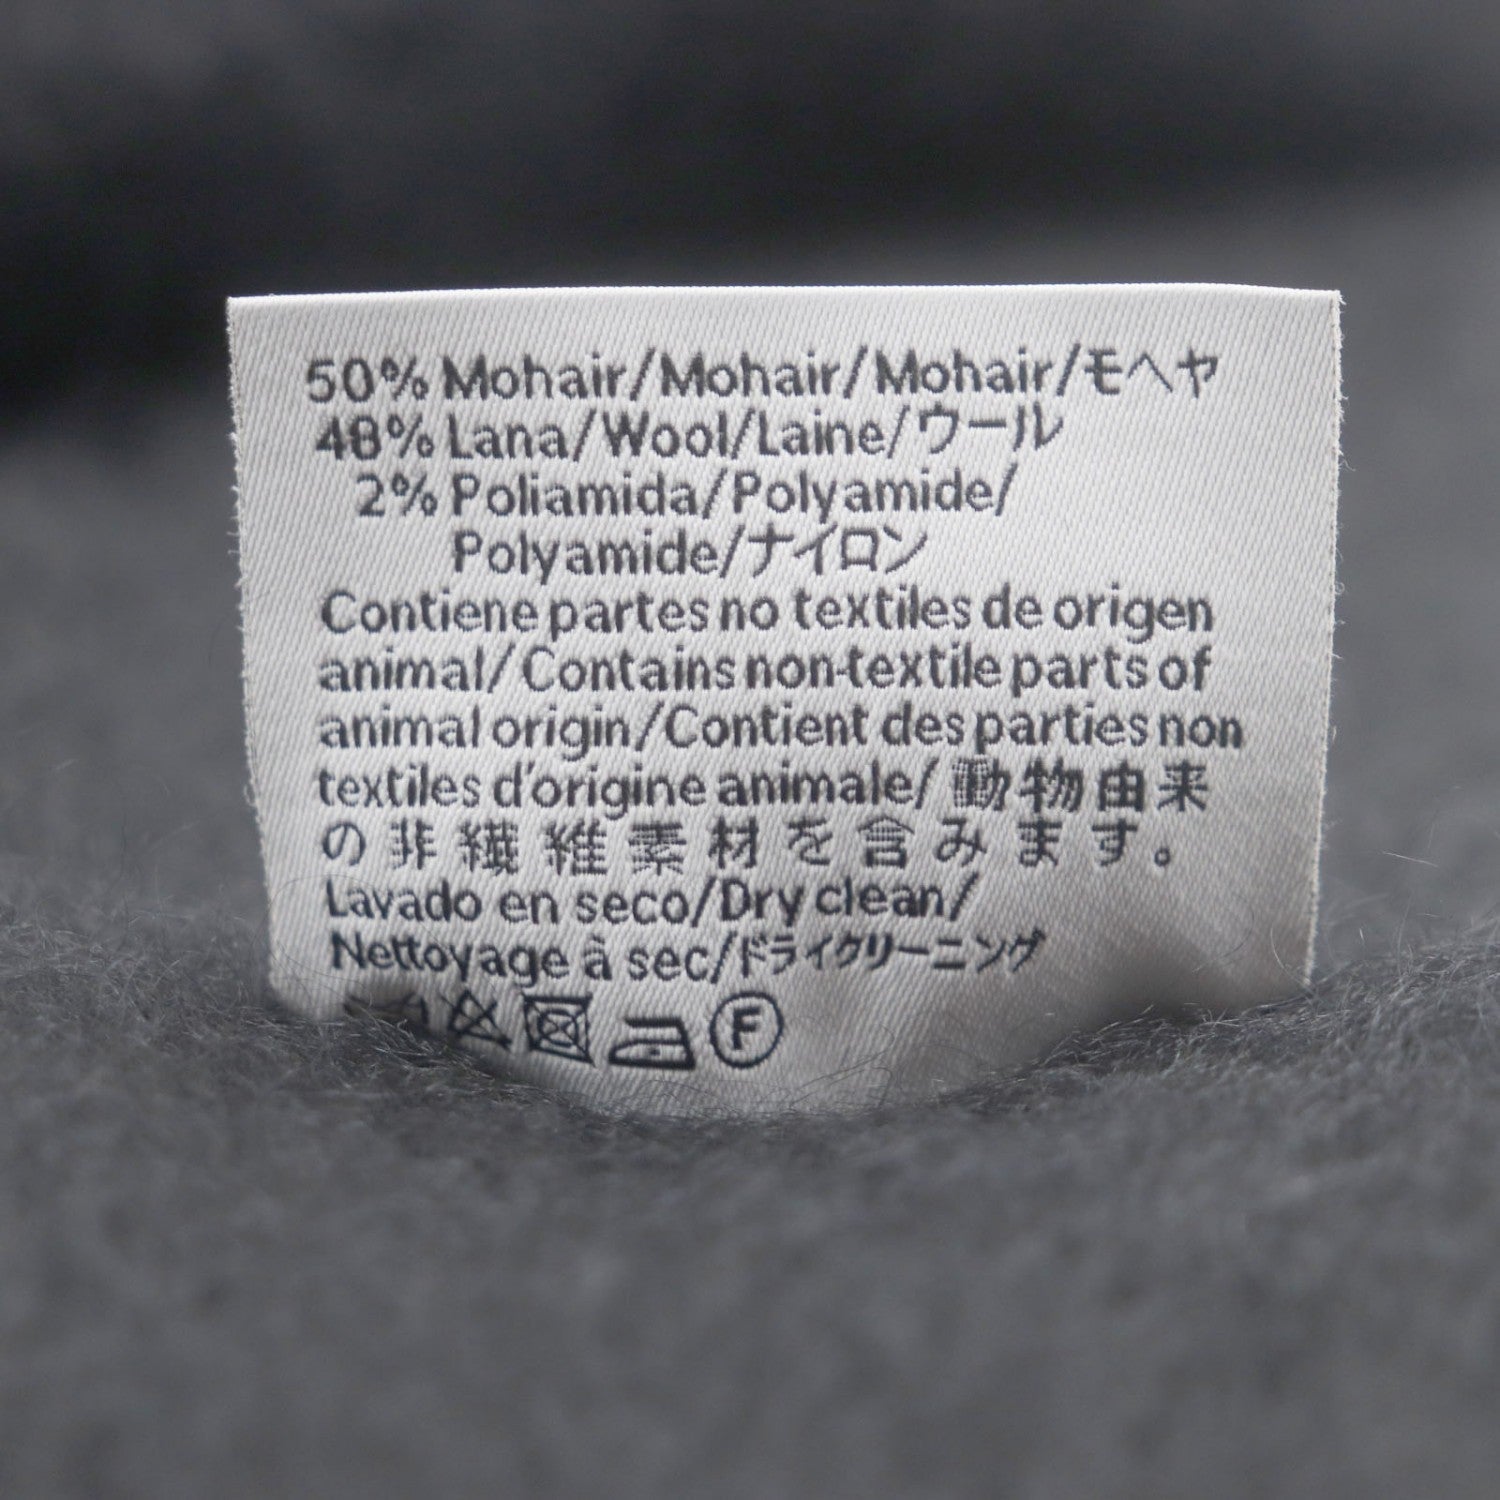 50% Mohair/Mohair/Mohair/モヘヤ
48% Lana/Wool/Laine/ウール
2% Poliamida/Polyamide/
Polyamide/ナイロン
Contiene partes no textiles de origen
animal/Contains non-textile parts of
animal origin/Contient des parties non
textiles d'origine animale/動物由来
の非繊維素材を含みます。
Lavado en seco/Dry clean/
Nettoyage à sec/ドライクリーニング
F